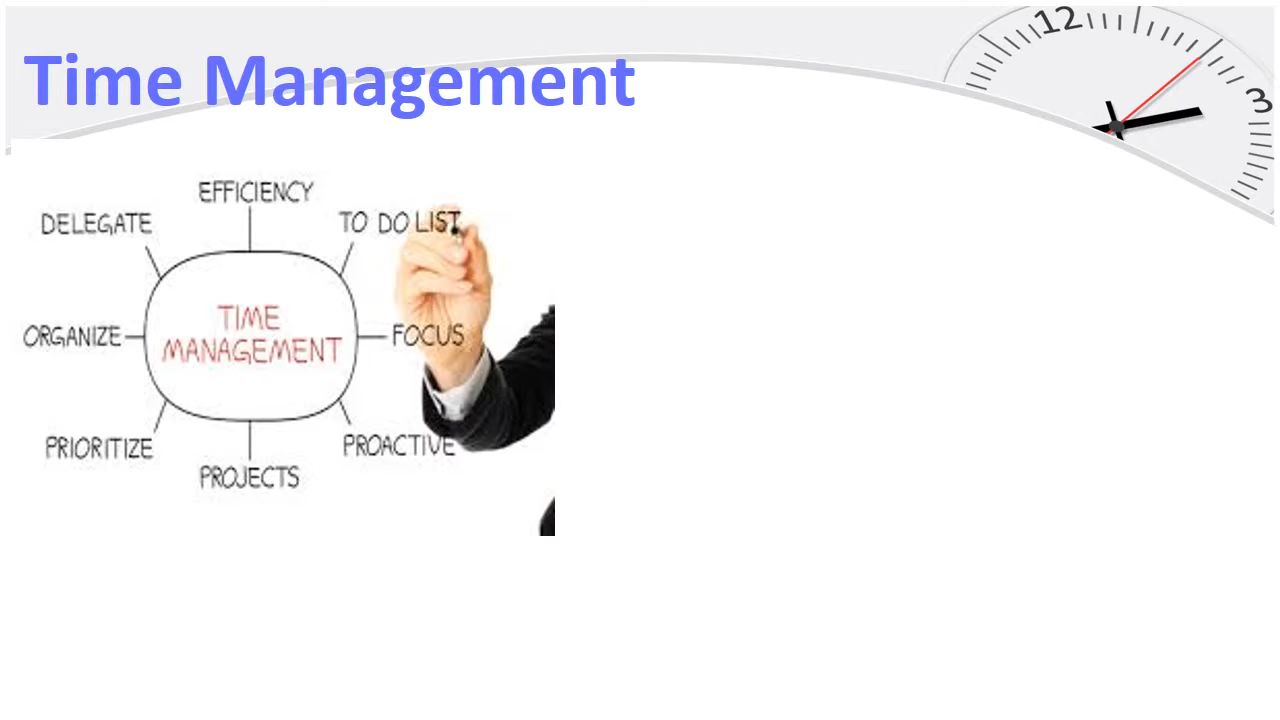 Time Management
12
3
EFFICIENCY
DELEGATE
TO DO LIST
TIME
MANAGEMENT
ORGANIZE
FOCUS
PRIORITIZE
PROACTIVE
PROJECTS